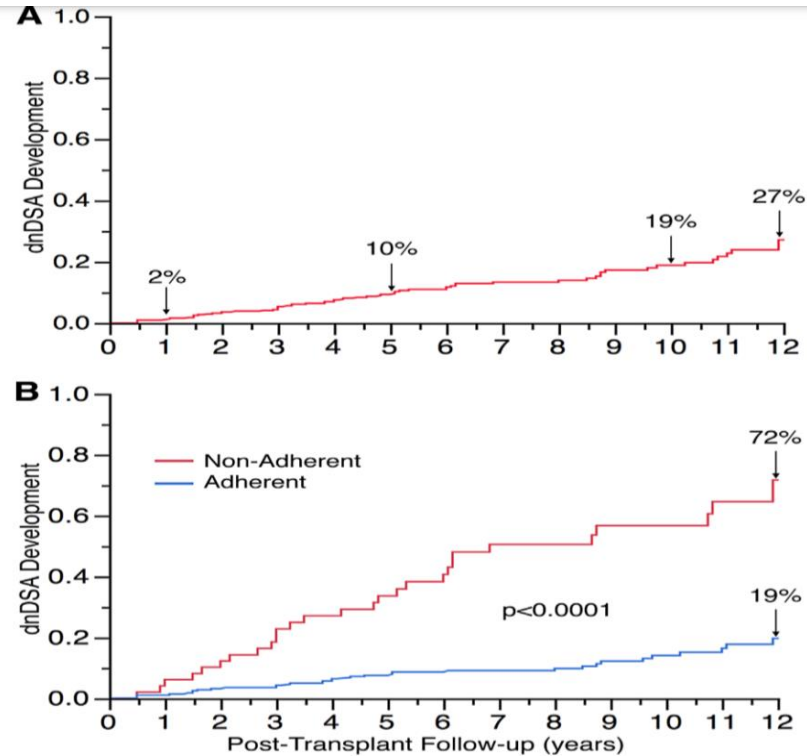 A
1.0
0.8
0.6
0.4
0.2
0.0
dnDSA Development
2%
10%
19%
27%
0 1 2 3 4 5 6 7 8 9 10 11 12
B
1.0
0.8
0.6
0.4
0.2
0.0
dnDSA Development
Non-Adherent
Adherent
72%
p<0.0001
19%
0 1 2 3 4 5 6 7 8 9 10 11 12
Post-Transplant Follow-up (years)